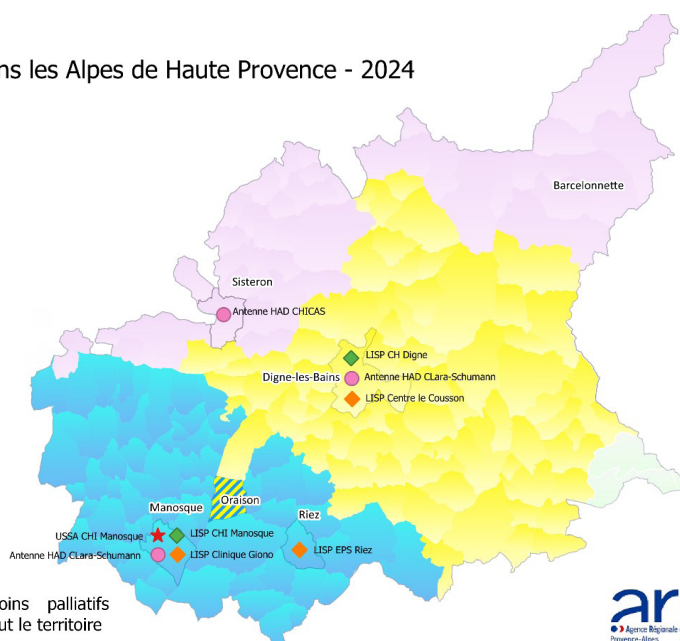 ns les Alpes de Haute Provence - 2024
Barcelonnette
Sisteron
Antenne HAD CHICAS
LISP CH Digne
Digne-les-Bains
Antenne HAD CLara-Schumann
LISP Centre le Cousson
Oraison
Manosque
Riez
USSA CHI Manosque
LISP CHI Manosque
Antenne HAD CLara-Schumann
LISP Clinique Giono
LISP EPS Riez
oins palliatifs
ut le territoire
ar
Agence Régionale
Provence-Alpes